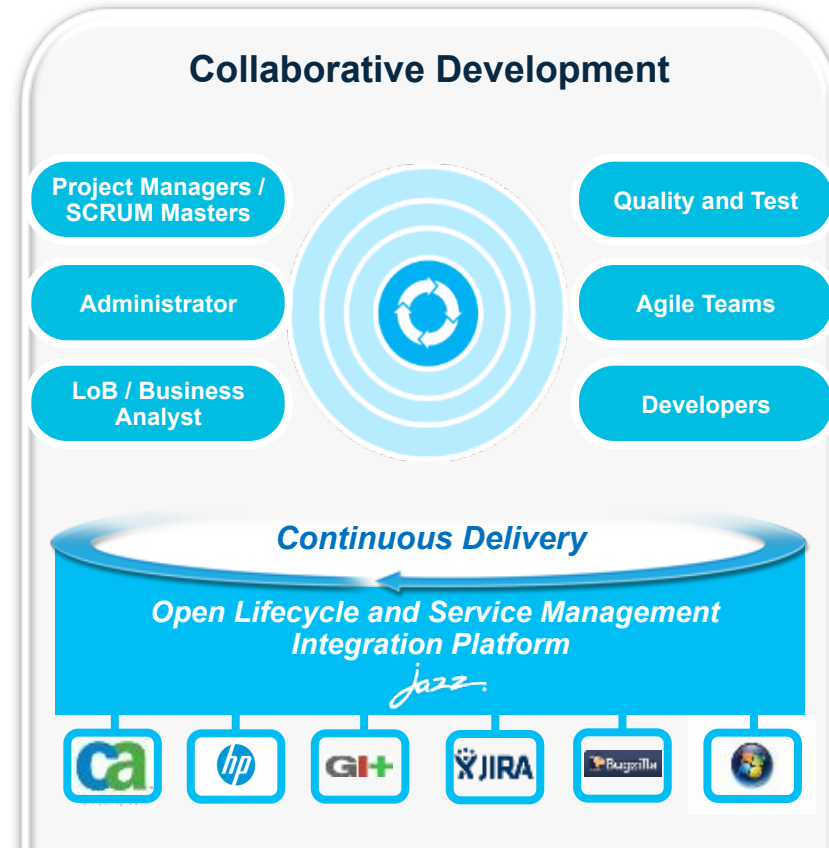 Collaborative Development
Project Managers /
SCRUM Masters
Administrator
LoB / Business
Analyst
Quality and Test
Agile Teams
Developers
Continuous Delivery
Open Lifecycle and Service Management
Integration Platform
jazz
ca
hp
GI+
JIRA
Bugzilla